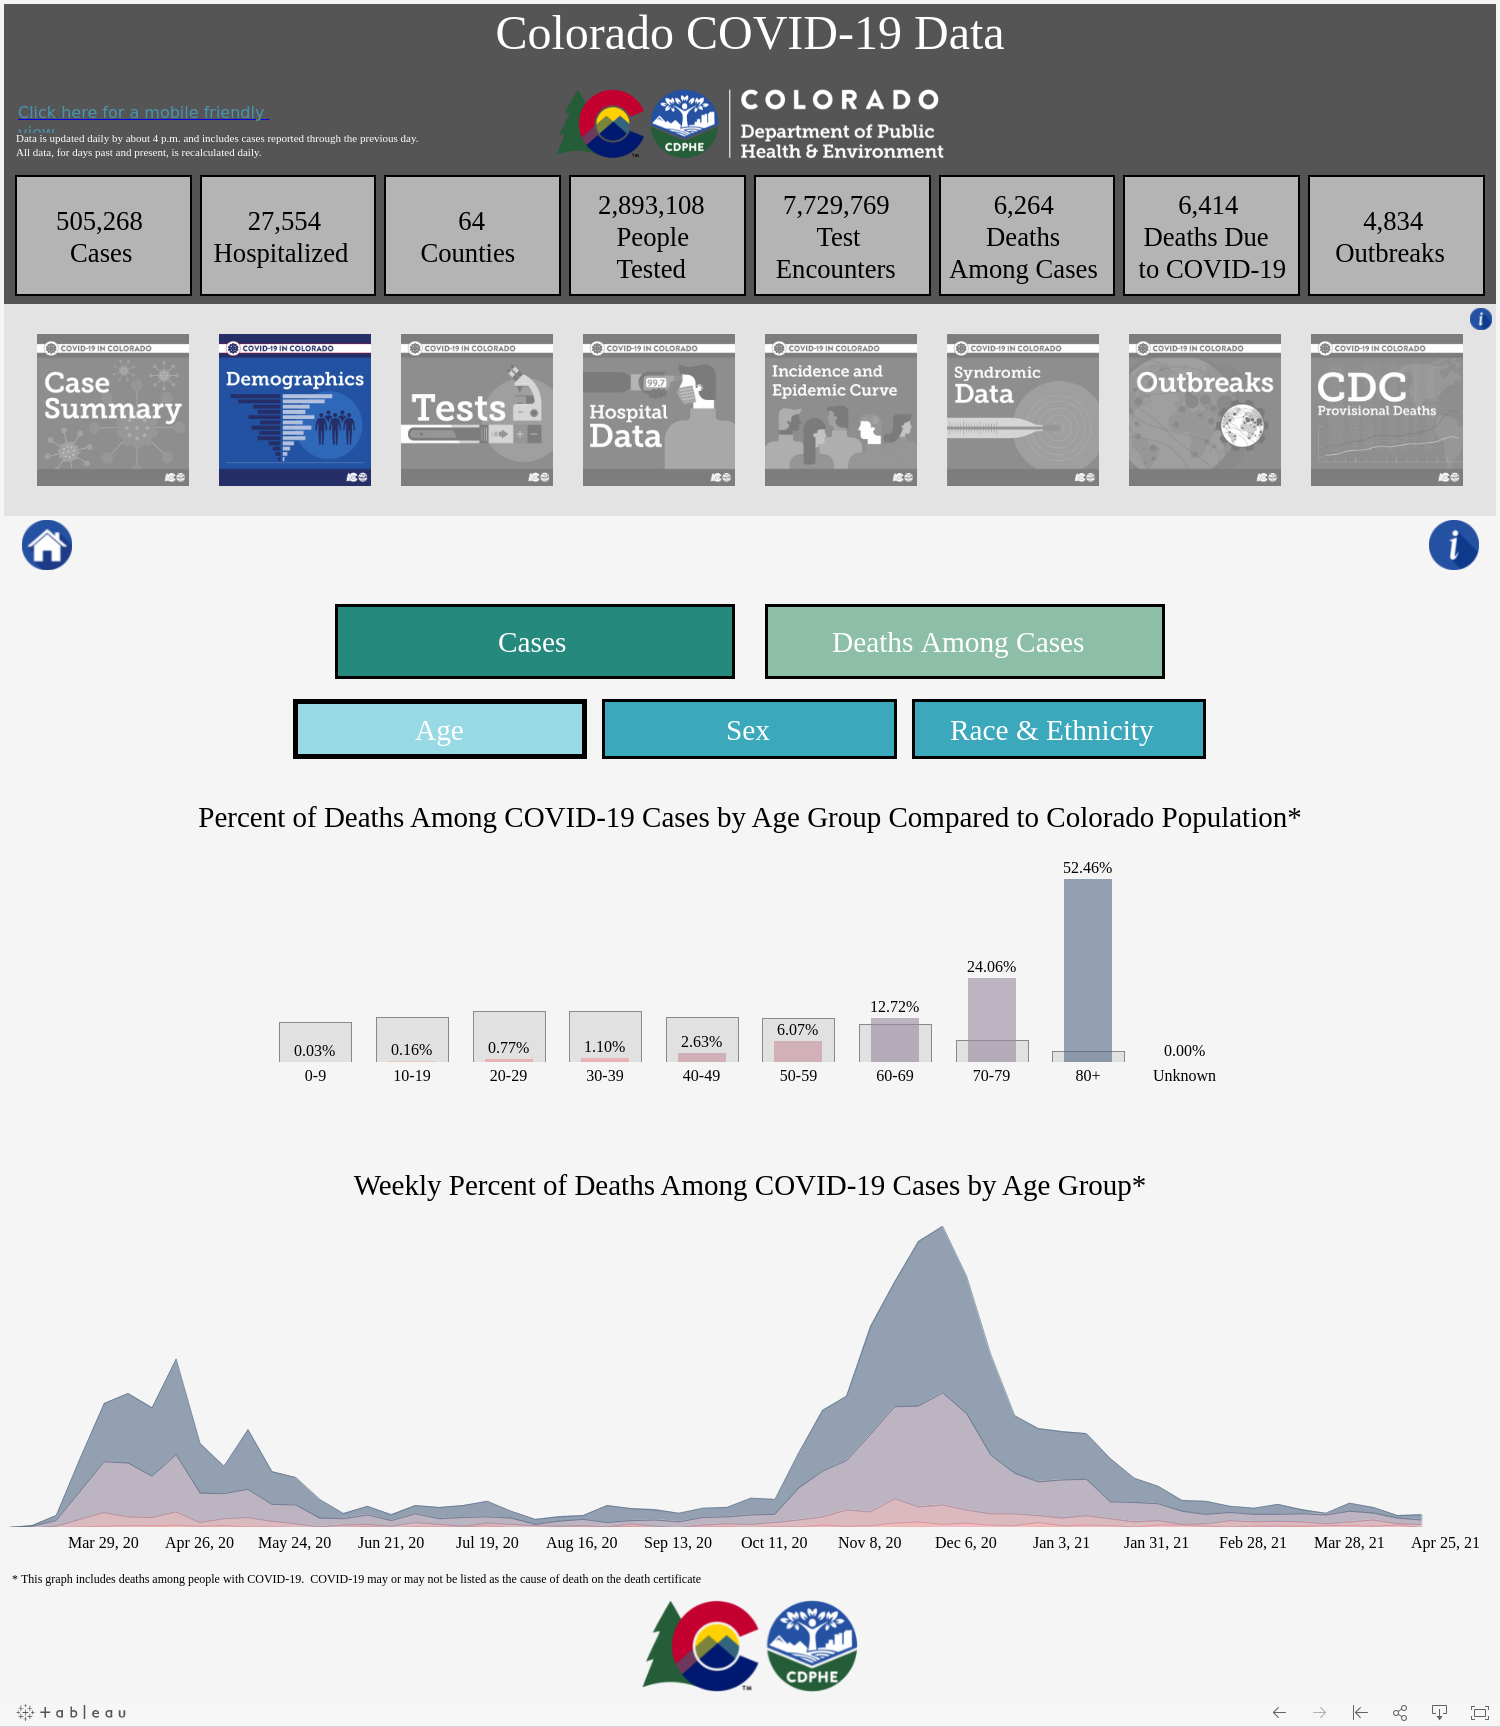 Colorado COVID-19 Data
Click here for a mobile friendly
view
Data is updated daily by about 4 p.m. and includes cases reported through the previous day.
All data, for days past and present, is recalculated daily.
COLORADO
Department of Public
Health & Environment
CDPHE
TM
505,268
Cases
27,554
Hospitalized
64
Counties
2,893,108
People
Tested
7,729,769
Test
Encounters
6,264
Deaths
Among Cases
6,414
Deaths Due
to COVID-19
4,834
Outbreaks
i
COVID-19 IN COLORADO
Case
Summary
COVID-19 IN COLORADO
Demographics
COVID-19 IN COLORADO
Tests
COVID-19 IN COLORADO
99.7
Hospital
Data
COVID-19 IN COLORADO
Incidence and
Epidemic Curve
COVID-19 IN COLORADO
Syndromic
Data
COVID-19 IN COLORADO
Outbreaks
COVID-19 IN COLORADO
CDC
Provisional Deaths
i
Cases
Deaths Among Cases
Age
Sex
Race & Ethnicity
Percent of Deaths Among COVID-19 Cases by Age Group Compared to Colorado Population*
0.03% 0.16% 0.77% 1.10% 2.63% 6.07% 12.72% 24.06% 52.46% 0.00%
0-9 10-19 20-29 30-39 40-49 50-59 60-69 70-79 80+ Unknown
Weekly Percent of Deaths Among COVID-19 Cases by Age Group*
Mar 29, 20 Apr 26, 20 May 24, 20 Jun 21, 20 Jul 19, 20 Aug 16, 20 Sep 13, 20 Oct 11, 20 Nov 8, 20 Dec 6, 20 Jan 3, 21 Jan 31, 21 Feb 28, 21 Mar 28, 21 Apr 25, 21
* This graph includes deaths among people with COVID-19.  COVID-19 may or may not be listed as the cause of death on the death certificate
TM
CDPHE
+ableau